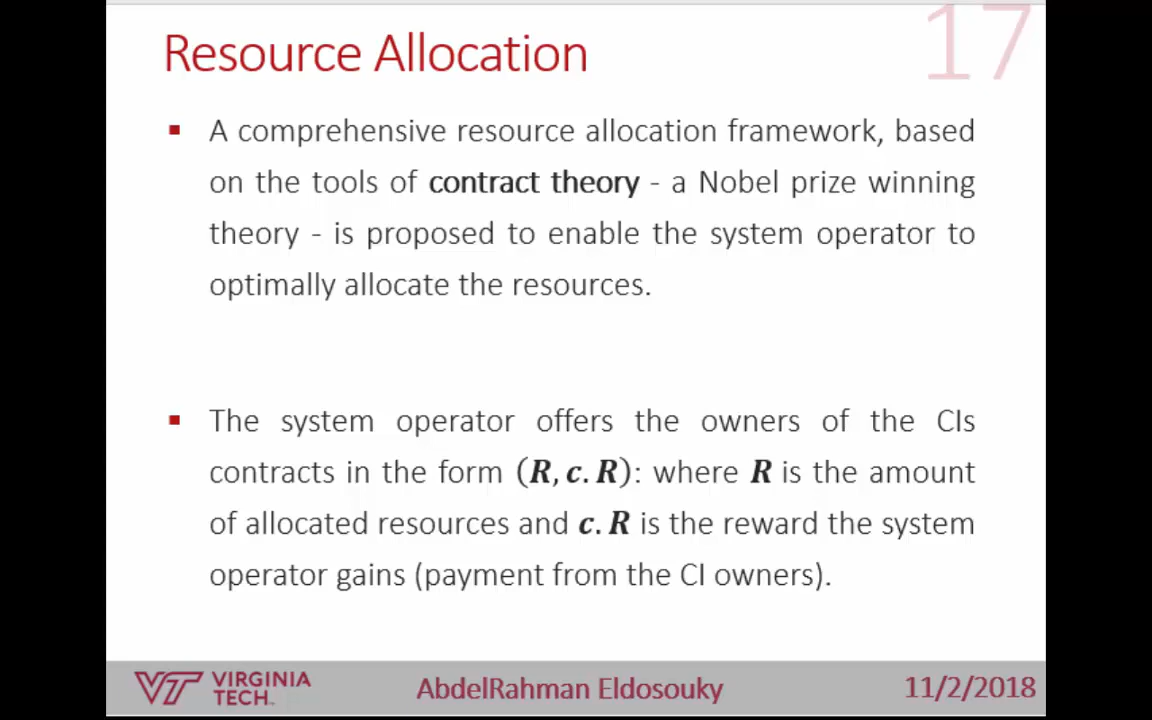 17
Resource Allocation
▪ A comprehensive resource allocation framework, based
on the tools of contract theory - a Nobel prize winning
theory - is proposed to enable the system operator to
optimally allocate the resources.
▪ The system operator offers the owners of the CIs
contracts in the form (R, c. R): where R is the amount
of allocated resources and c. R is the reward the system
operator gains (payment from the CI owners).
VT VIRGINIA
TECH™
AbdelRahman Eldosouky
11/2/2018